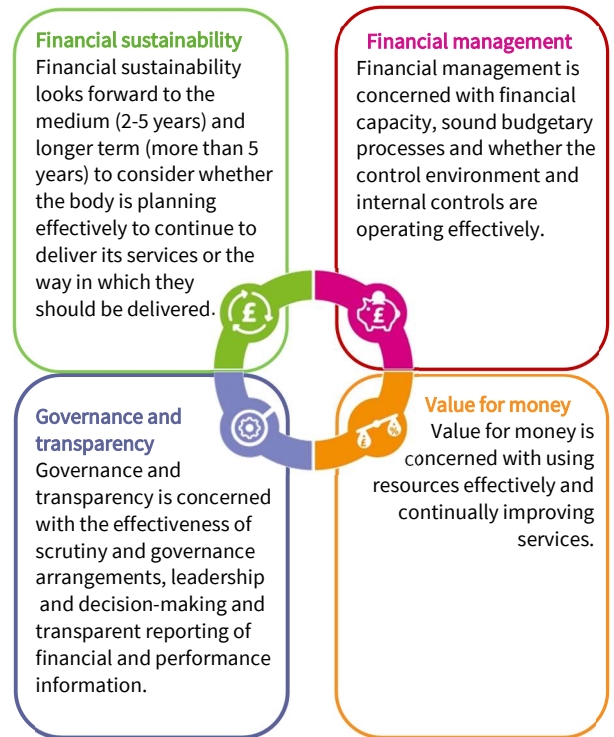 Financial sustainability
Financial sustainability
looks forward to the
medium (2-5 years) and
longer term (more than 5
years) to consider whether
the body is planning
effectively to continue to
deliver its services or the
way in which they
should be delivered.
£
Financial management
Financial management is
concerned with financial
capacity, sound budgetary
processes and whether the
control environment and
internal controls are
operating effectively.
£
Governance and
transparency
Governance and
transparency is concerned
with the effectiveness of
scrutiny and governance
arrangements, leadership
and decision-making and
transparent reporting of
financial and performance
information.
Value for money
Value for money is
concerned with using
resources effectively and
continually improving
services.
£ %